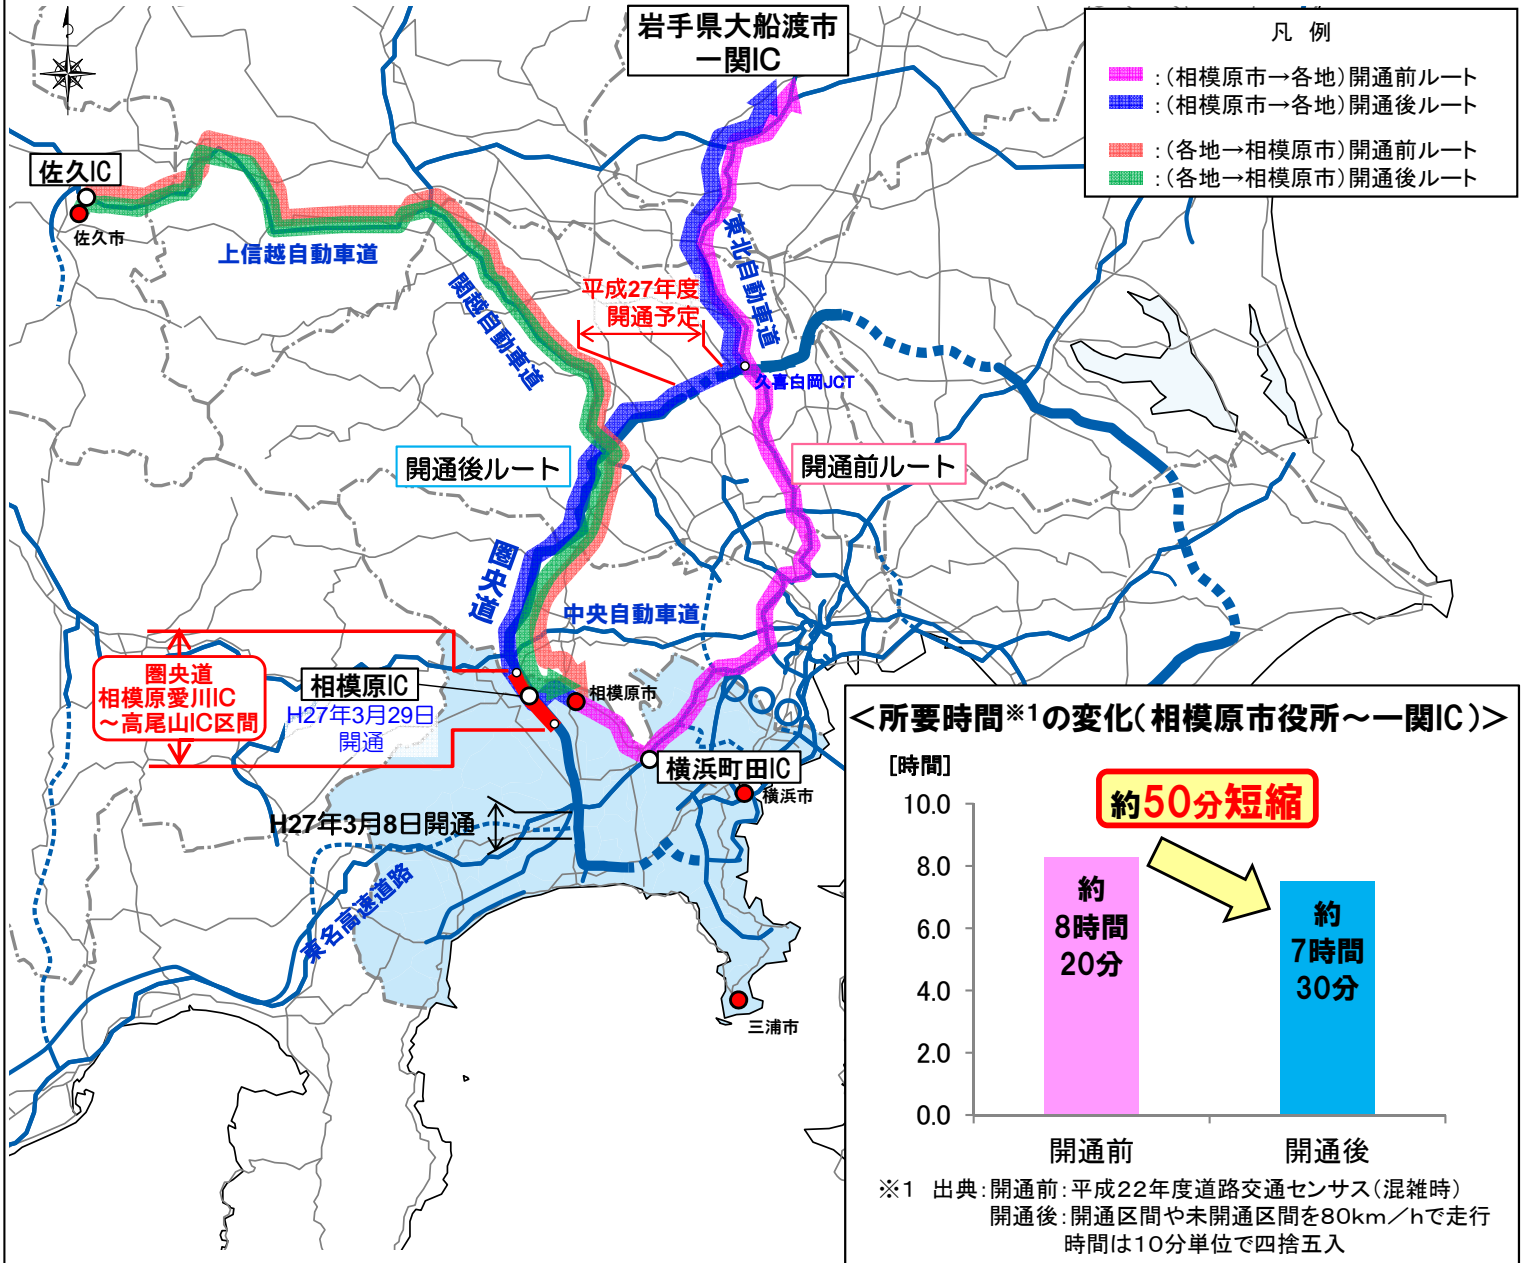 岩手県大船渡市
一関IC
凡 例
：(相模原市→各地)開通前ルート
：(相模原市→各地)開通後ルート
：(各地→相模原市)開通前ルート
：(各地→相模原市)開通後ルート
佐久IC
佐久市
上信越自動車道
関越自動車道
東北自動車道
平成27年度
開通予定
久喜白岡JCT
開通後ルート
開通前ルート
圏央道
中央自動車道
圏央道
相模原愛川IC
～高尾山IC区間
相模原IC
H27年3月29日
開通
相模原市
横浜町田IC
横浜市
H27年3月8日開通
東名高速道路
三浦市
＜所要時間※1の変化(相模原市役所～一関IC)＞
[時間]
約50分短縮
10.0
8.0
6.0
4.0
2.0
0.0
約
8時間
20分
約
7時間
30分
開通前
開通後
※1 出典：開通前：平成22年度道路交通センサス(混雑時)
開通後：開通区間や未開通区間を80km／hで走行
時間は10分単位で四捨五入